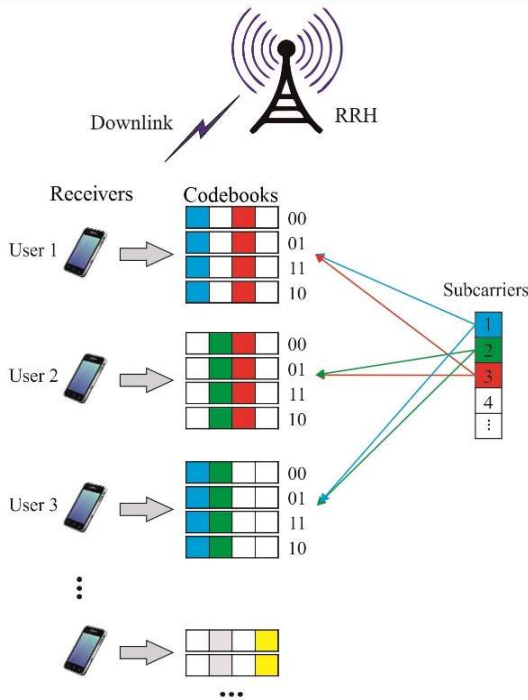 Downlink
RRH
Receivers
Codebooks
00
User 1
01
11
10
Subcarriers
1
2
3
4
⋮
00
User 2
01
11
10
00
User 3
01
11
10
⋮
...